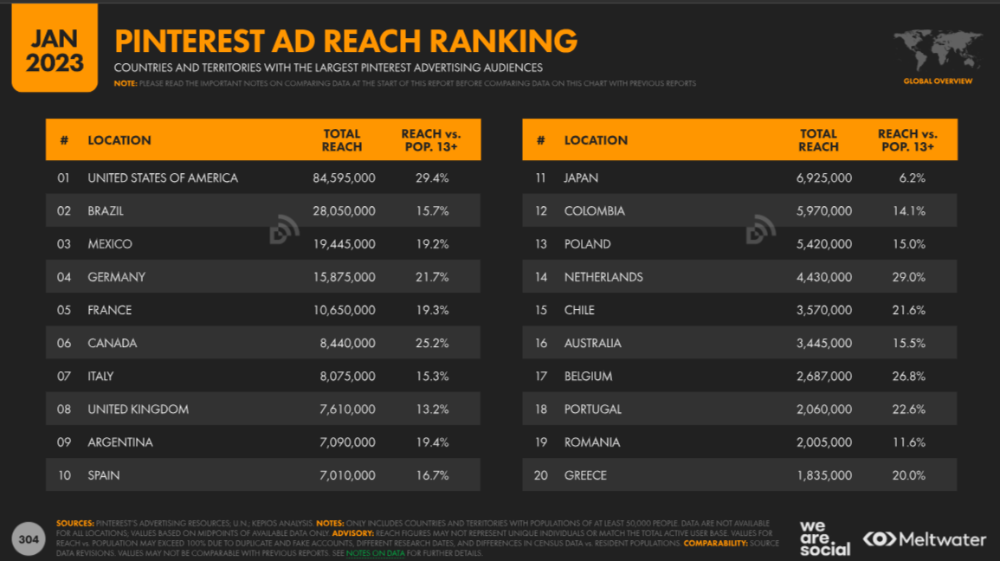 JAN
2023
PINTEREST AD REACH RANKING
COUNTRIES AND TERRITORIES WITH THE LARGEST PINTEREST ADVERTISING AUDIENCES
NOTE: PLEASE READ THE IMPORTANT NOTES ON COMPARING DATA AT THE START OF THIS REPORT BEFORE COMPARING DATA ON THIS CHART WITH PREVIOUS REPORTS
GLOBAL OVERVIEW
# LOCATION TOTAL REACH REACH vs. POP. 13+
01 UNITED STATES OF AMERICA 84,595,000 29.4%
02 BRAZIL 28,050,000 15.7%
03 MEXICO 19,445,000 19.2%
04 GERMANY 15,875,000 21.7%
05 FRANCE 10,650,000 19.3%
06 CANADA 8,440,000 25.2%
07 ITALY 8,075,000 15.3%
08 UNITED KINGDOM 7,610,000 13.2%
09 ARGENTINA 7,090,000 19.4%
10 SPAIN 7,010,000 16.7%
# LOCATION TOTAL REACH REACH vs. POP. 13+
11 JAPAN 6,925,000 6.2%
12 COLOMBIA 5,970,000 14.1%
13 POLAND 5,420,000 15.0%
14 NETHERLANDS 4,430,000 29.0%
15 CHILE 3,570,000 21.6%
16 AUSTRALIA 3,445,000 15.5%
17 BELGIUM 2,687,000 26.8%
18 PORTUGAL 2,060,000 22.6%
19 ROMANIA 2,005,000 11.6%
20 GREECE 1,835,000 20.0%
304
SOURCES: PINTEREST'S ADVERTISING RESOURCES; U.N.; KEPIOS ANALYSIS. NOTES: ONLY INCLUDES COUNTRIES AND TERRITORIES WITH POPULATIONS OF AT LEAST 50,000 PEOPLE. DATA ARE NOT AVAILABLE
FOR ALL LOCATIONS; VALUES BASED ON MIDPOINTS OF AVAILABLE DATA ONLY. ADVISORY: REACH FIGURES MAY NOT REPRESENT UNIQUE INDIVIDUALS OR MATCH THE TOTAL ACTIVE USER BASE. VALUES FOR
REACH vs. POPULATION MAY EXCEED 100% DUE TO DUPICATE AND FAKE ACCOUNTS, DIFFERENT RESEARCH DATES, AND DIFFERENCES IN CENSUS DATA vs. RESIDENT POPULATIONS. COMPARABILITY: SOURCE
DATA REVISIONS. VALUES MAY NOT BE COMPARABLE WITH PREVIOUS REPORTS. SEE NOTES ON DATA FOR FURTHER DETAILS.
we
are
social
Meltwater